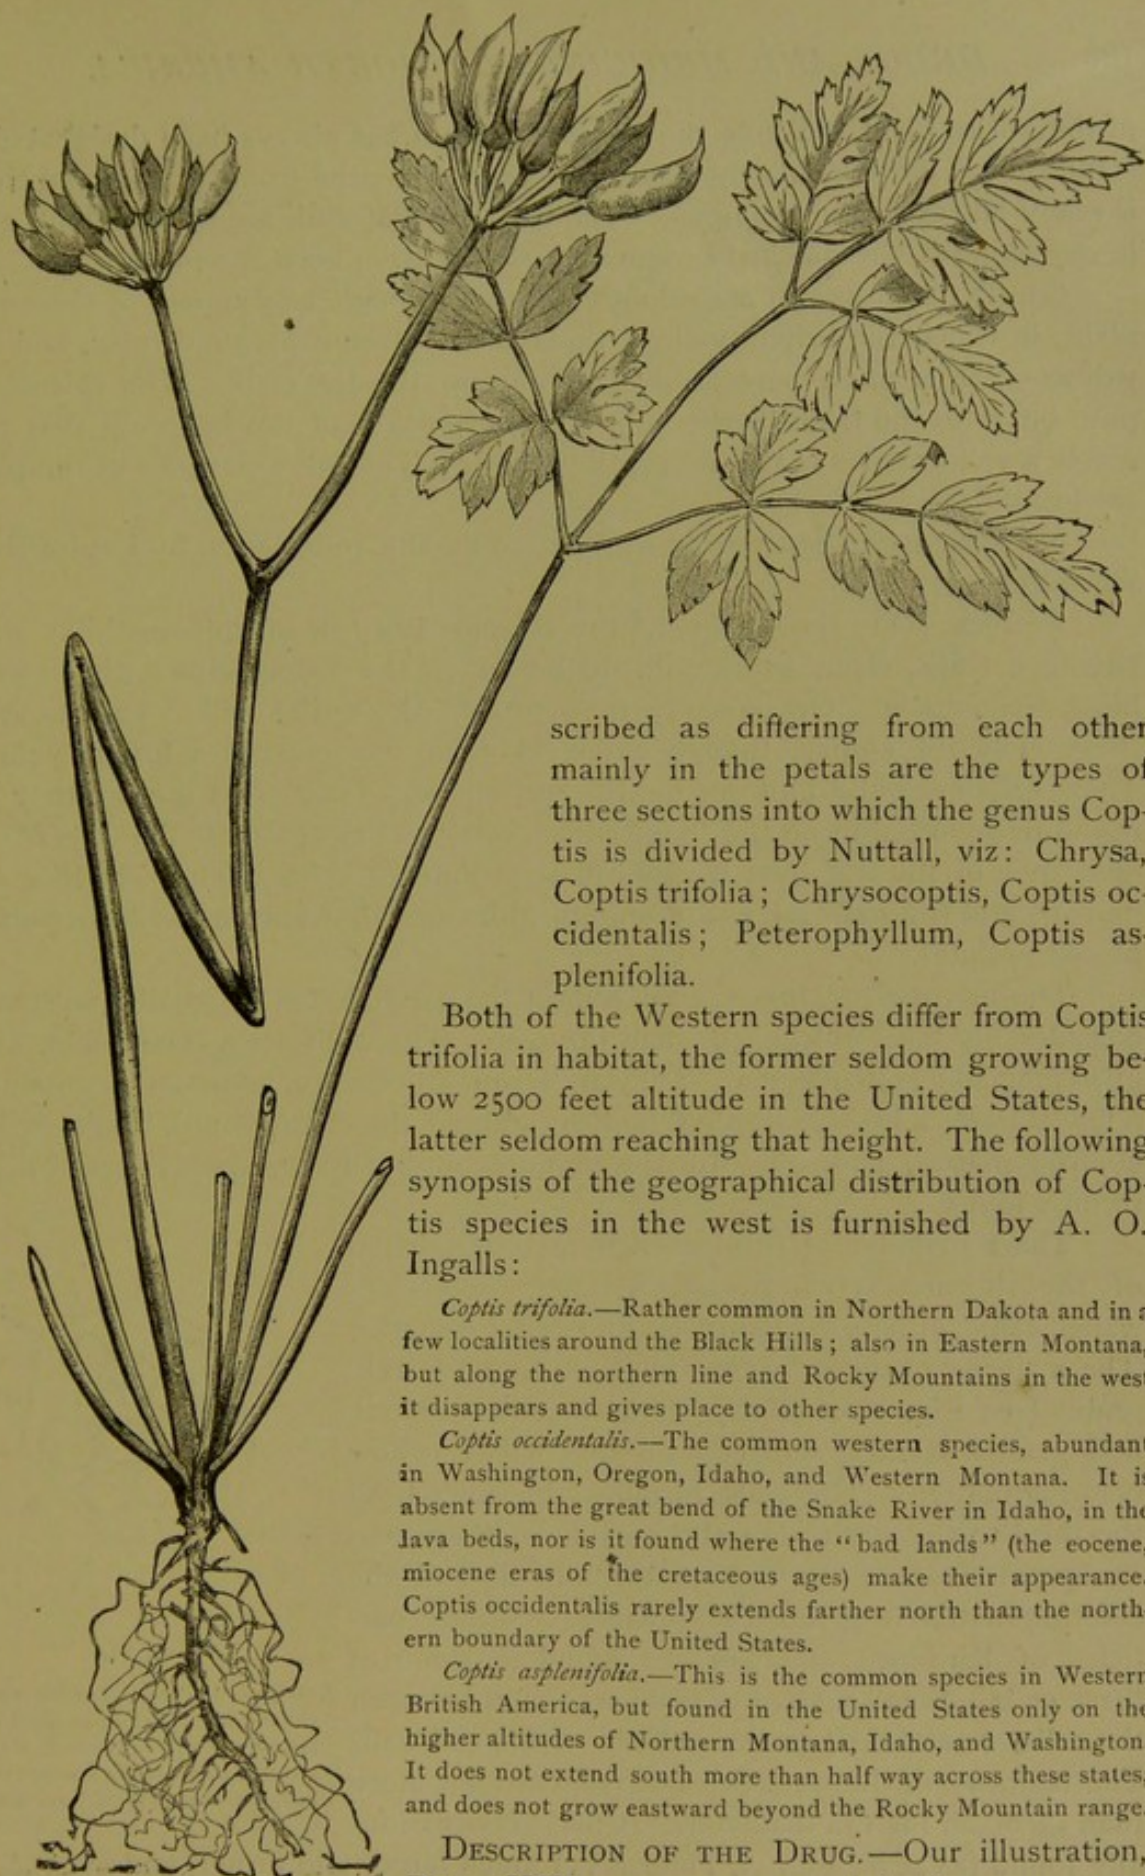 scribed as differing from each other
mainly in the petals are the types of
three sections into which the genus Cop-
tis is divided by Nuttall, viz: Chrysa,
Coptis trifolia; Chrysocoptis, Coptis oc-
cidentalis; Peterophyllum, Coptis as-
plenifolia.
Both of the Western species differ from Coptis
trifolia in habitat, the former seldom growing be-
low 2500 feet altitude in the United States, the
latter seldom reaching that height. The following
synopsis of the geographical distribution of Cop-
tis species in the west is furnished by A. O.
Ingalls:
Coptis trifolia.—Rather common in Northern Dakota and in a
few localities around the Black Hills; also in Eastern Montana,
but along the northern line and Rocky Mountains in the west
it disappears and gives place to other species.
Coptis occidentalis.—The common western species, abundant
in Washington, Oregon, Idaho, and Western Montana. It is
absent from the great bend of the Snake River in Idaho, in the
lava beds, nor is it found where the "bad lands" (the eocene,
miocene eras of the cretaceous ages) make their appearance.
Coptis occidentalis rarely extends farther north than the north-
ern boundary of the United States.
Coptis asplenifolia.—This is the common species in Western
British America, but found in the United States only on the
higher altitudes of Northern Montana, Idaho, and Washington
It does not extend south more than half way across these states,
and does not grow eastward beyond the Rocky Mountain range.
DESCRIPTION OF THE DRUG.—Our illustration,